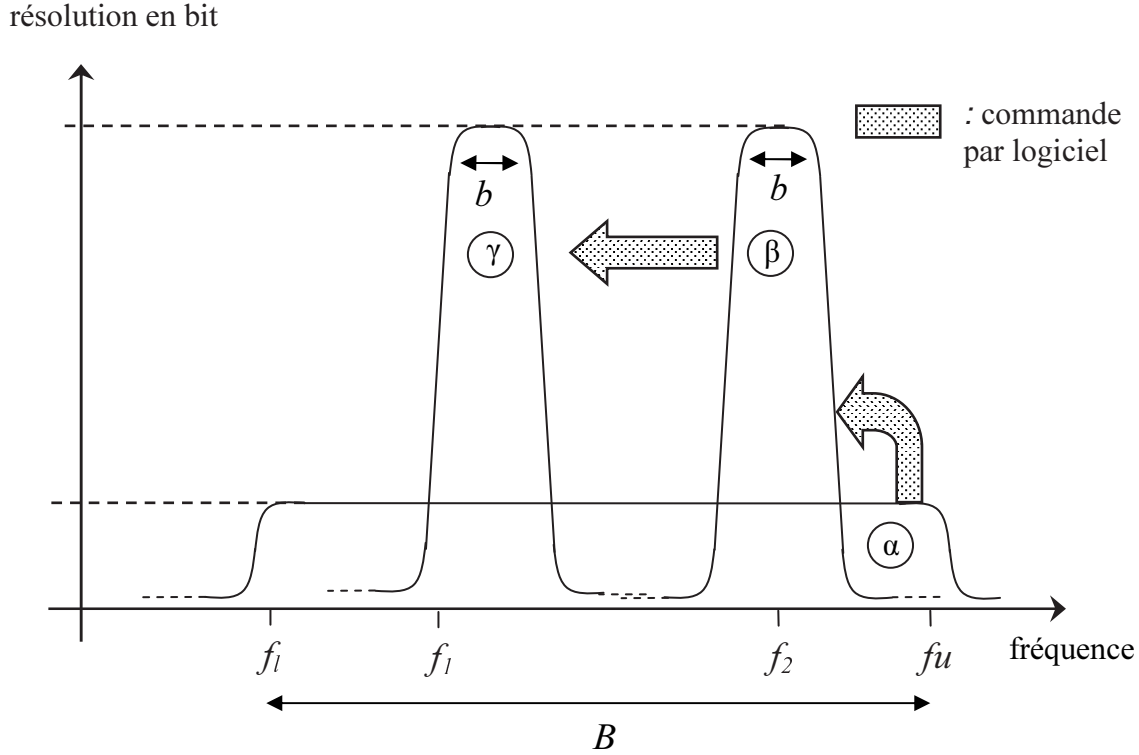 résolution en bit
: commande
par logiciel
b
b
γ
β
α
fl
f1
f2
fu
fréquence
B